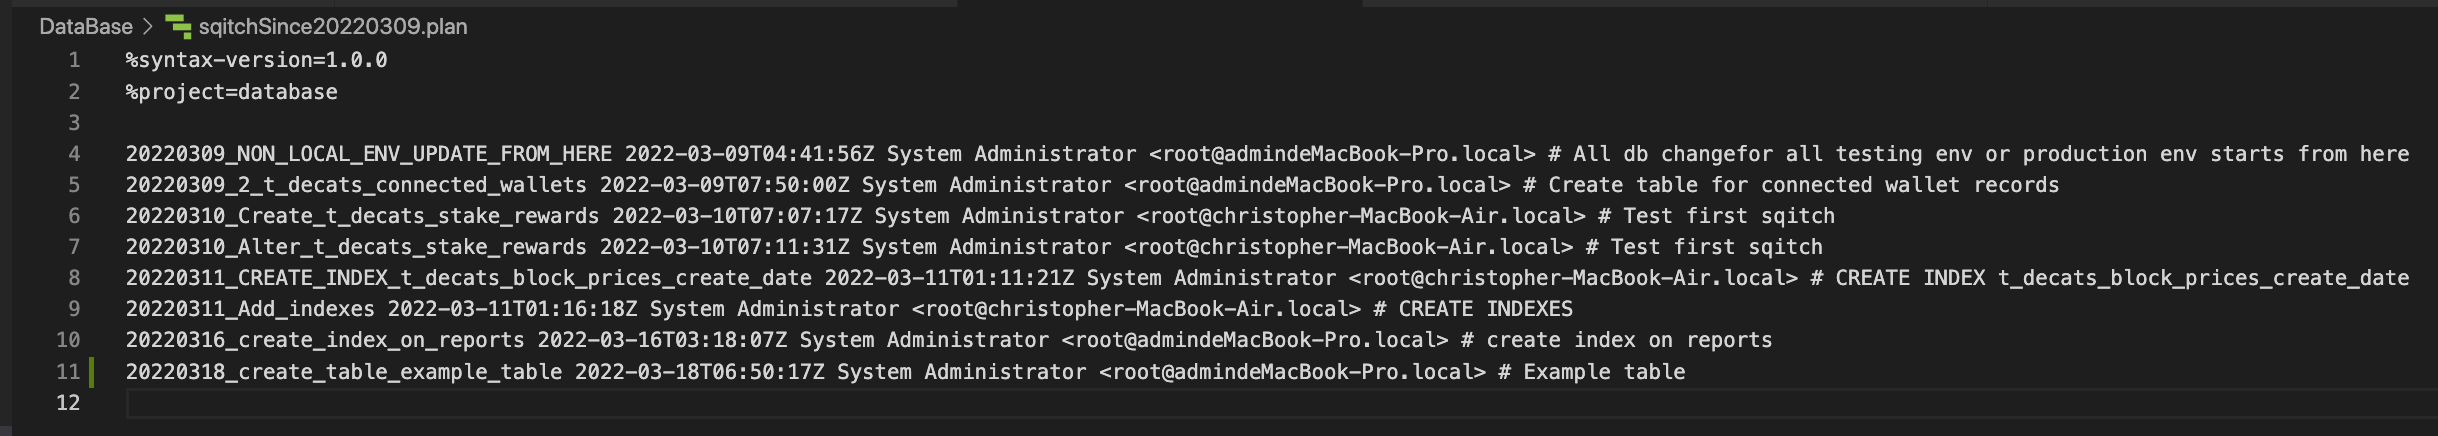 DataBase > sqitchSince20220309.plan
1 %syntax-version=1.0.0
2 %project=database
3
4 20220309_NON_LOCAL_ENV_UPDATE_FROM_HERE 2022-03-09T04:41:56Z System Administrator <root@admindeMacBook-Pro.local> # All db changefor all testing env or production env starts from here
5 20220309_2_t_decats_connected_wallets 2022-03-09T07:50:00Z System Administrator <root@admindeMacBook-Pro.local> # Create table for connected wallet records
6 20220310_Create_t_decats_stake_rewards 2022-03-10T07:07:17Z System Administrator <root@christopher-MacBook-Air.local> # Test first sqitch
7 20220310_Alter_t_decats_stake_rewards 2022-03-10T07:11:31Z System Administrator <root@christopher-MacBook-Air.local> # Test first sqitch
8 20220311_CREATE_INDEX_t_decats_block_prices_create_date 2022-03-11T01:11:21Z System Administrator <root@christopher-MacBook-Air.local> # CREATE INDEX t_decats_block_prices_create_date
9 20220311_Add_indexes 2022-03-11T01:16:18Z System Administrator <root@christopher-MacBook-Air.local> # CREATE INDEXES
10 20220316_create_index_on_reports 2022-03-16T03:18:07Z System Administrator <root@admindeMacBook-Pro.local> # create index on reports
11 20220318_create_table_example_table 2022-03-18T06:50:17Z System Administrator <root@admindeMacBook-Pro.local> # Example table
12